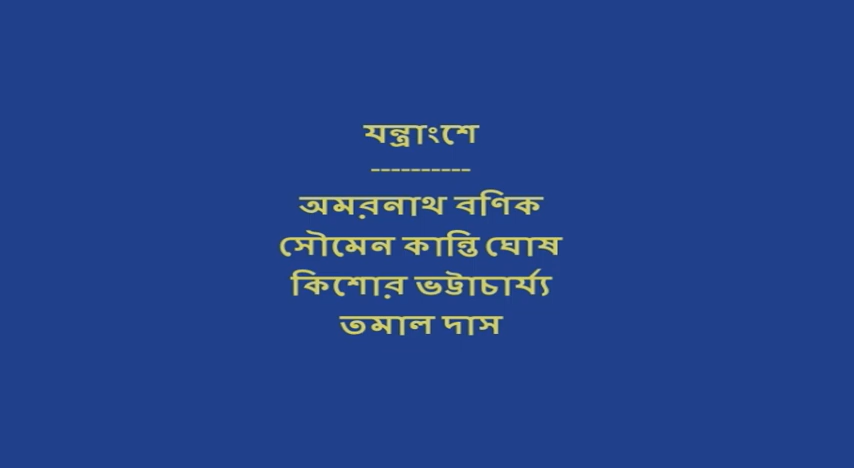 যন্ত্রাংশে
----------
অমরনাথ বণিক
সৌমেন কান্তি ঘোষ
কিশোর ভট্টাচার্য্য
তমাল দাস